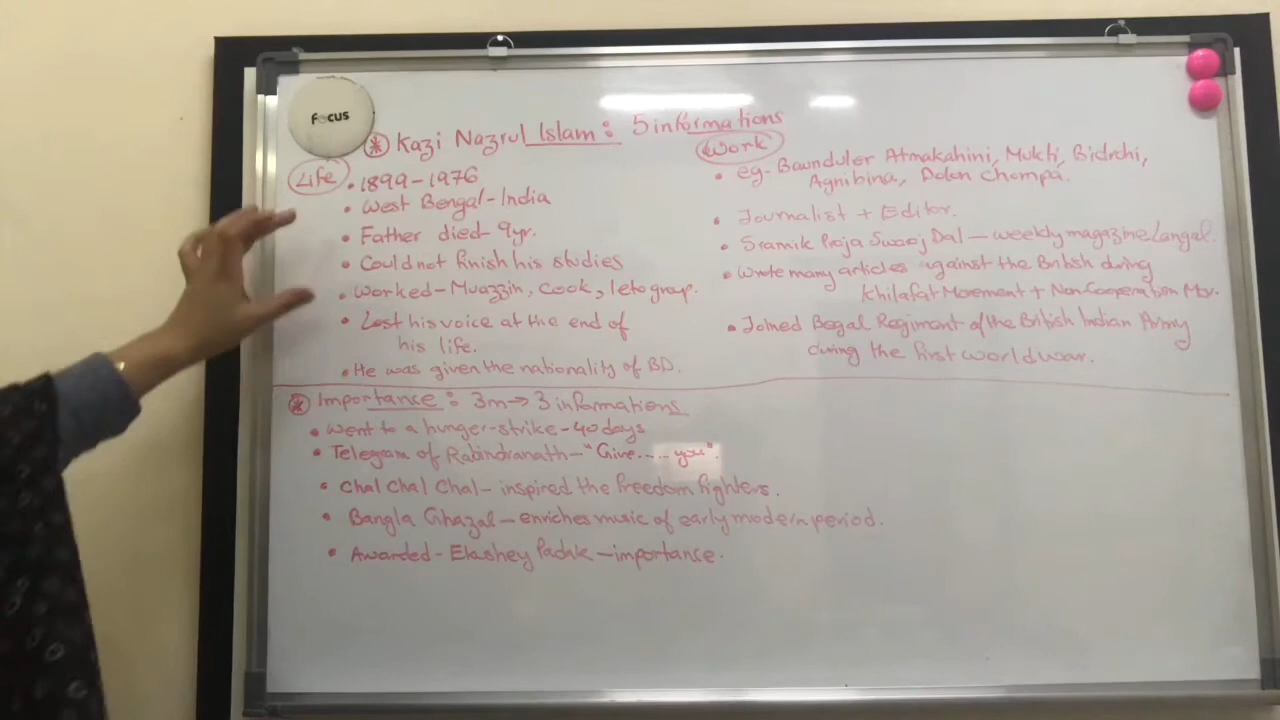 Focus
* Kazi Nazrul Islam : 5 informations
Life
• 1899-1976
• West Bengal-India
• Father died- 9yr.
• Could not finish his studies
• Worked-Muazzin, Cook, leto group.
• Lost his voice at the end of
his life.
• He was given the nationality of BD.
Work
• eg- Baunduler Atmakahini, Mukti, Bidrohi,
Agnibina, Dolon Chompa.
• Journalist + Editor.
• Sramik Praja Swaraj Dal — weekly magazine Langal.
• Wrote many articles against the British during
Khilafat Movement + Non Cooperation Mov.
• Joined Begal Regiment of the British Indian Army
during the first world war.
* Importance : 3m → 3 informations
• Went to a hunger-strike-40 days
• Telegram of Rabindranath- "Give..... you".
• Chal Chal Chal- inspired the freedom fighters.
• Bangla Ghazal — enriches music of early modern period.
• Awarded- Ekushey Padak — importance.